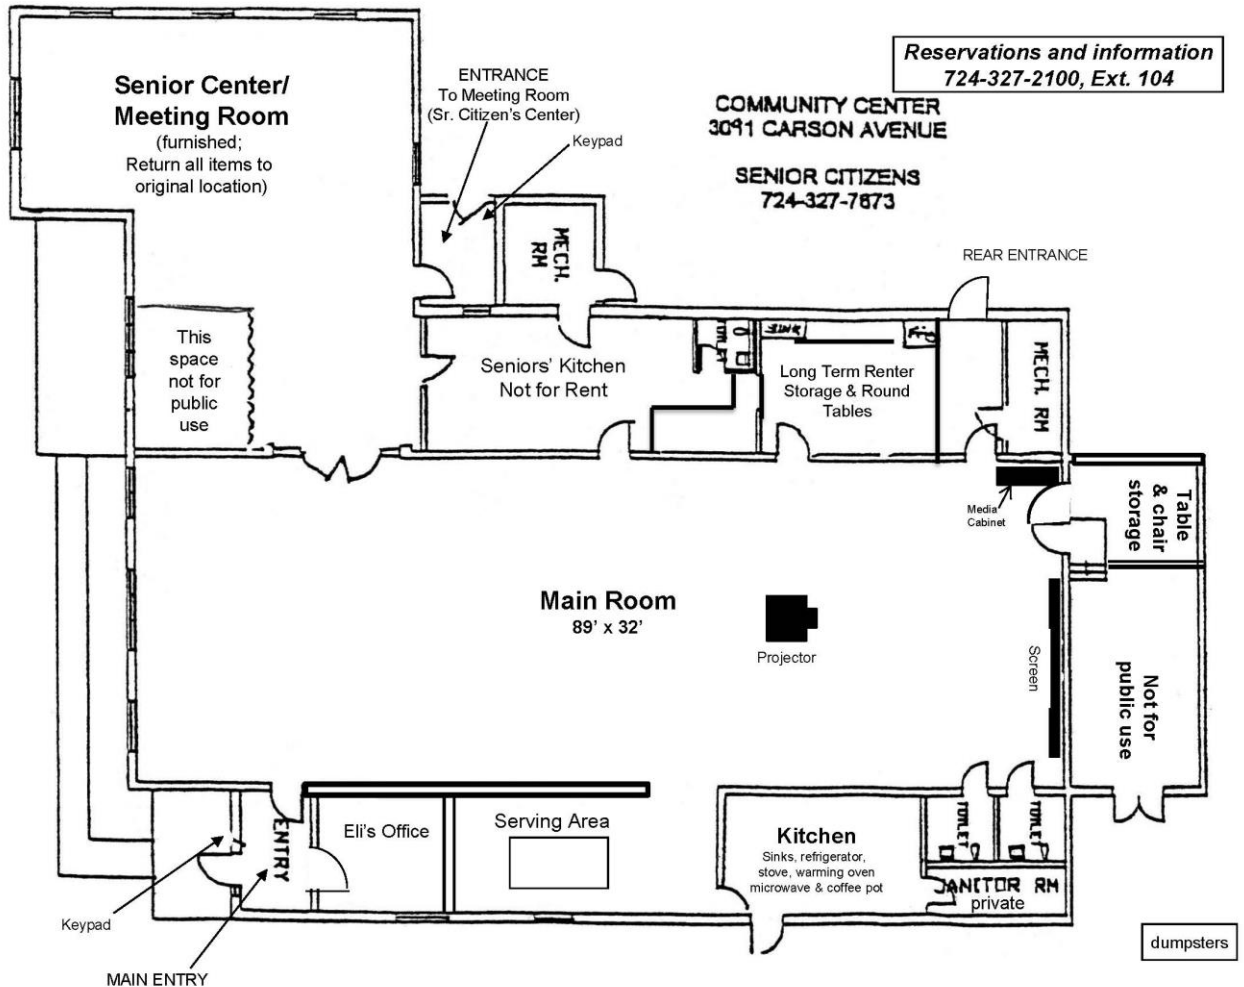 Reservations and information
724-327-2100, Ext. 104
COMMUNITY CENTER
3091 CARSON AVENUE
SENIOR CITIZENS
724-327-7873
Senior Center/
Meeting Room
(furnished;
Return all items to
original location)
ENTRANCE
To Meeting Room
(Sr. Citizen's Center)
Keypad
MECH.
RM
REAR ENTRANCE
This
space
not for
public
use
Seniors' Kitchen
Not for Rent
TOILET
Long Term Renter
Storage & Round
Tables
MECH. RM
Media
Cabinet
Table
& chair
storage
Main Room
89' x 32'
Projector
Screen
Not for
public use
ENTRY
Eli's Office
Serving Area
Kitchen
Sinks, refrigerator,
stove, warming oven
microwave & coffee pot
TOILET
TOILET
JANITOR RM
private
Keypad
MAIN ENTRY
dumpsters